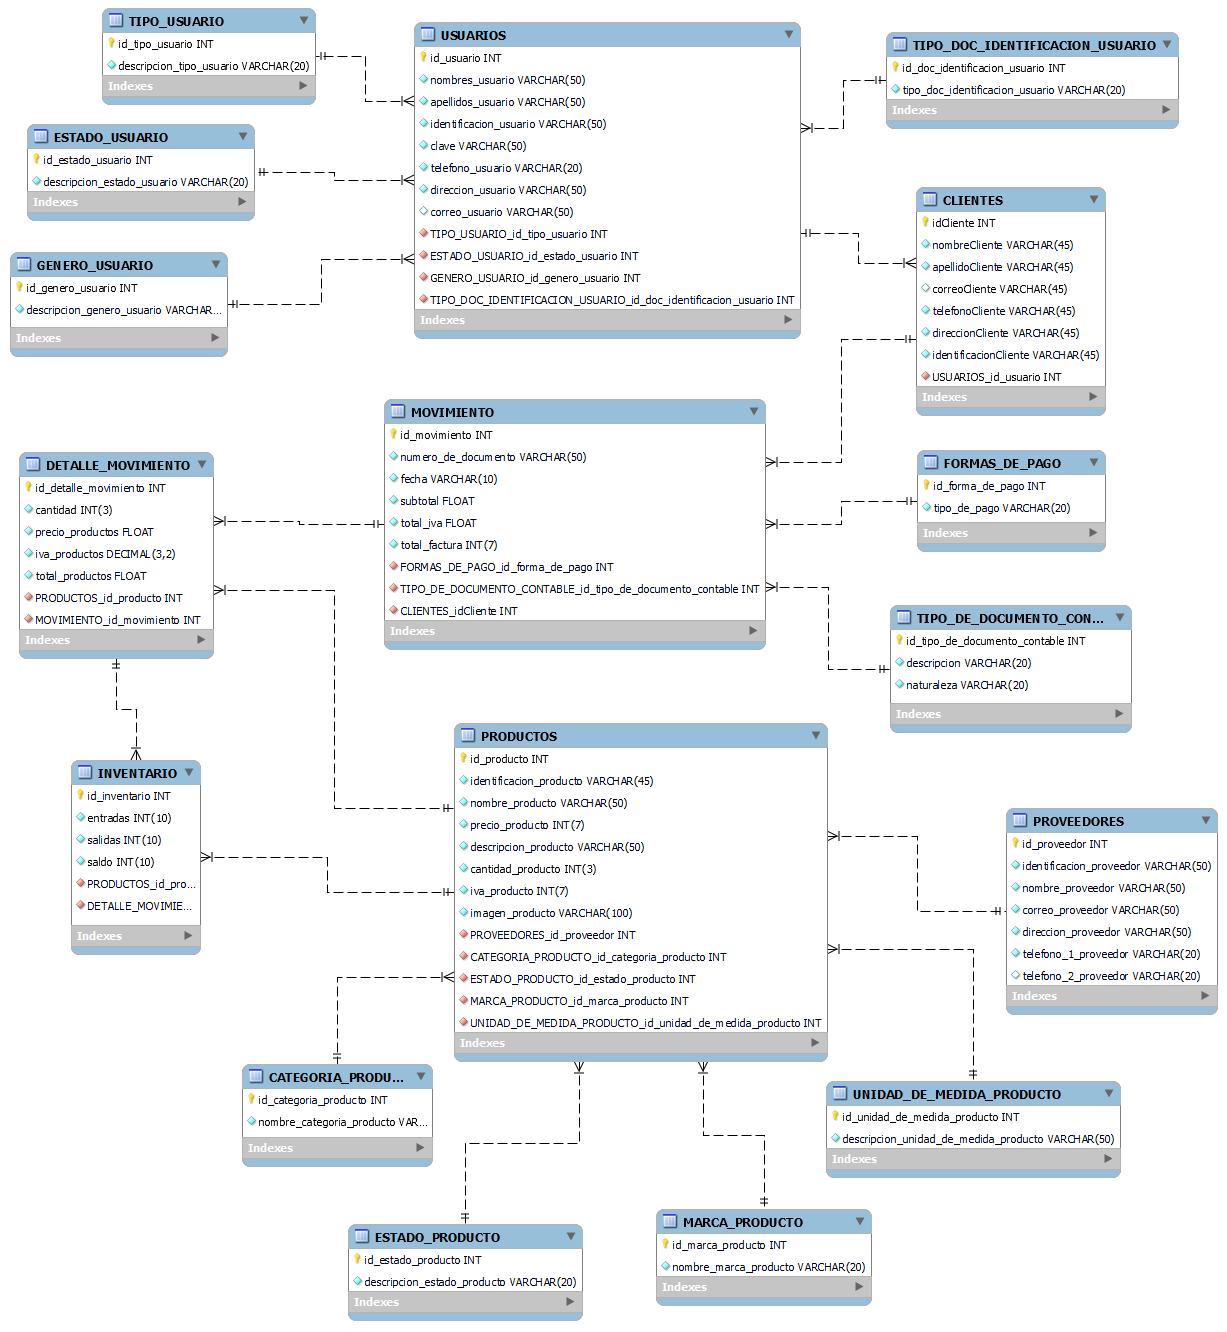 TIPO_USUARIO
id_tipo_usuario INT
descripcion_tipo_usuario VARCHAR(20)
Indexes
USUARIOS
id_usuario INT
nombres_usuario VARCHAR(50)
apellidos_usuario VARCHAR(50)
identificacion_usuario VARCHAR(50)
clave VARCHAR(50)
telefono_usuario VARCHAR(20)
direccion_usuario VARCHAR(50)
correo_usuario VARCHAR(50)
TIPO_USUARIO_id_tipo_usuario INT
ESTADO_USUARIO_id_estado_usuario INT
GENERO_USUARIO_id_genero_usuario INT
TIPO_DOC_IDENTIFICACION_USUARIO_id_doc_identificacion_usuario INT
Indexes
TIPO_DOC_IDENTIFICACION_USUARIO
id_doc_identificacion_usuario INT
tipo_doc_identificacion_usuario VARCHAR(20)
Indexes
ESTADO_USUARIO
id_estado_usuario INT
descripcion_estado_usuario VARCHAR(20)
Indexes
CLIENTES
idCliente INT
nombreCliente VARCHAR(45)
apellidoCliente VARCHAR(45)
correoCliente VARCHAR(45)
telefonoCliente VARCHAR(45)
direccionCliente VARCHAR(45)
identificacionCliente VARCHAR(45)
USUARIOS_id_usuario INT
Indexes
GENERO_USUARIO
id_genero_usuario INT
descripcion_genero_usuario VARCHAR...
Indexes
MOVIMIENTO
id_movimiento INT
numero_de_documento VARCHAR(50)
fecha VARCHAR(10)
subtotal FLOAT
total_iva FLOAT
total_factura INT(7)
FORMAS_DE_PAGO_id_forma_de_pago INT
TIPO_DE_DOCUMENTO_CONTABLE_id_tipo_de_documento_contable INT
CLIENTES_idCliente INT
Indexes
DETALLE_MOVIMIENTO
id_detalle_movimiento INT
cantidad INT(3)
precio_productos FLOAT
iva_productos DECIMAL(3,2)
total_productos FLOAT
PRODUCTOS_id_producto INT
MOVIMIENTO_id_movimiento INT
Indexes
FORMAS_DE_PAGO
id_forma_de_pago INT
tipo_de_pago VARCHAR(20)
Indexes
TIPO_DE_DOCUMENTO_CON...
id_tipo_de_documento_contable INT
descripcion VARCHAR(20)
naturaleza VARCHAR(20)
Indexes
INVENTARIO
id_inventario INT
entradas INT(10)
salidas INT(10)
saldo INT(10)
PRODUCTOS_id_pro...
DETALLE_MOVIMIE...
Indexes
PRODUCTOS
id_producto INT
identificacion_producto VARCHAR(45)
nombre_producto VARCHAR(50)
precio_producto INT(7)
descripcion_producto VARCHAR(50)
cantidad_producto INT(3)
iva_producto INT(7)
imagen_producto VARCHAR(100)
PROVEEDORES_id_proveedor INT
CATEGORIA_PRODUCTO_id_categoria_producto INT
ESTADO_PRODUCTO_id_estado_producto INT
MARCA_PRODUCTO_id_marca_producto INT
UNIDAD_DE_MEDIDA_PRODUCTO_id_unidad_de_medida_producto INT
Indexes
PROVEEDORES
id_proveedor INT
identificacion_proveedor VARCHAR(50)
nombre_proveedor VARCHAR(50)
correo_proveedor VARCHAR(50)
direccion_proveedor VARCHAR(50)
telefono_1_proveedor VARCHAR(20)
telefono_2_proveedor VARCHAR(20)
Indexes
CATEGORIA_PRODU...
id_categoria_producto INT
nombre_categoria_producto VAR...
Indexes
UNIDAD_DE_MEDIDA_PRODUCTO
id_unidad_de_medida_producto INT
descripcion_unidad_de_medida_producto VARCHAR(50)
Indexes
ESTADO_PRODUCTO
id_estado_producto INT
descripcion_estado_producto VARCHAR(20)
Indexes
MARCA_PRODUCTO
id_marca_producto INT
nombre_marca_producto VARCHAR(20)
Indexes